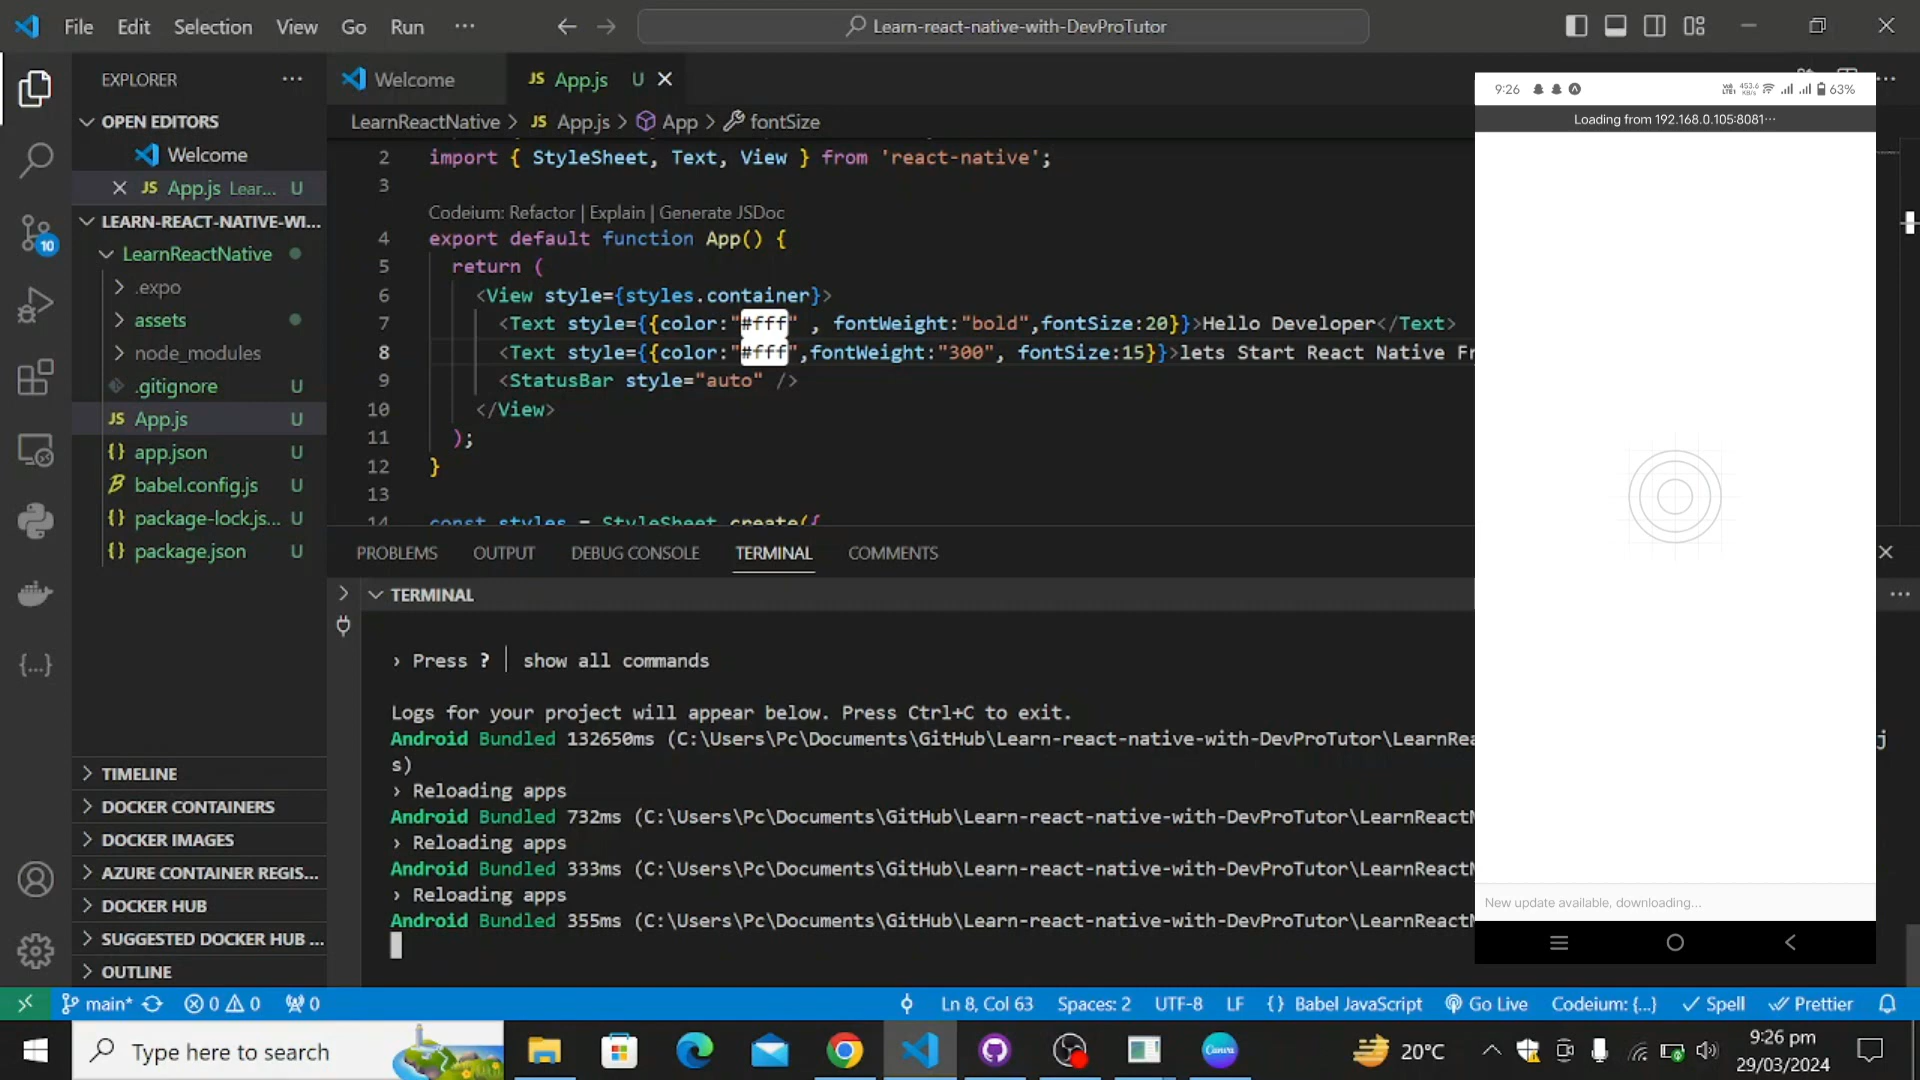 File Edit Selection View Go Run ···
Learn-react-native-with-DevProTutor
EXPLORER ···
OPEN EDITORS
Welcome
JS App.js Lear... U
LEARN-REACT-NATIVE-WI...
LearnReactNative
.expo
assets
node_modules
.gitignore U
JS App.js U
{} app.json U
babel.config.js U
{} package-lock.js... U
{} package.json U
TIMELINE
DOCKER CONTAINERS
DOCKER IMAGES
AZURE CONTAINER REGIS...
DOCKER HUB
SUGGESTED DOCKER HUB ...
OUTLINE
10
Welcome JS App.js U
LearnReactNative > JS App.js > App > fontSize
2 import { StyleSheet, Text, View } from 'react-native';
3
Codeium: Refactor | Explain | Generate JSDoc
4 export default function App() {
5 return (
6 <View style={styles.container}>
7 <Text style={{color:"#fff" , fontWeight:"bold",fontSize:20}}>Hello Developer</Text>
8 <Text style={{color:"#fff",fontWeight:"300", fontSize:15}}>lets Start React Native Fr
9 <StatusBar style="auto" />
10 </View>
11 );
12 }
13
14 const styles = StyleSheet.create({
PROBLEMS OUTPUT DEBUG CONSOLE TERMINAL COMMENTS
TERMINAL
› Press ? │ show all commands
Logs for your project will appear below. Press Ctrl+C to exit.
Android Bundled 132650ms (C:\Users\Pc\Documents\GitHub\Learn-react-native-with-DevProTutor\LearnRea j
s)
› Reloading apps
Android Bundled 732ms (C:\Users\Pc\Documents\GitHub\Learn-react-native-with-DevProTutor\LearnReactN
› Reloading apps
Android Bundled 333ms (C:\Users\Pc\Documents\GitHub\Learn-react-native-with-DevProTutor\LearnReactN
› Reloading apps
Android Bundled 355ms (C:\Users\Pc\Documents\GitHub\Learn-react-native-with-DevProTutor\LearnReactN
9:26 453.6 KB/s 63%
Loading from 192.168.0.105:8081···
New update available, downloading...
main* 0 0 0 Ln 8, Col 63 Spaces: 2 UTF-8 LF {} Babel JavaScript Go Live Codeium: {...} Spell Prettier
Type here to search
Canva
20°C
9:26 pm
29/03/2024